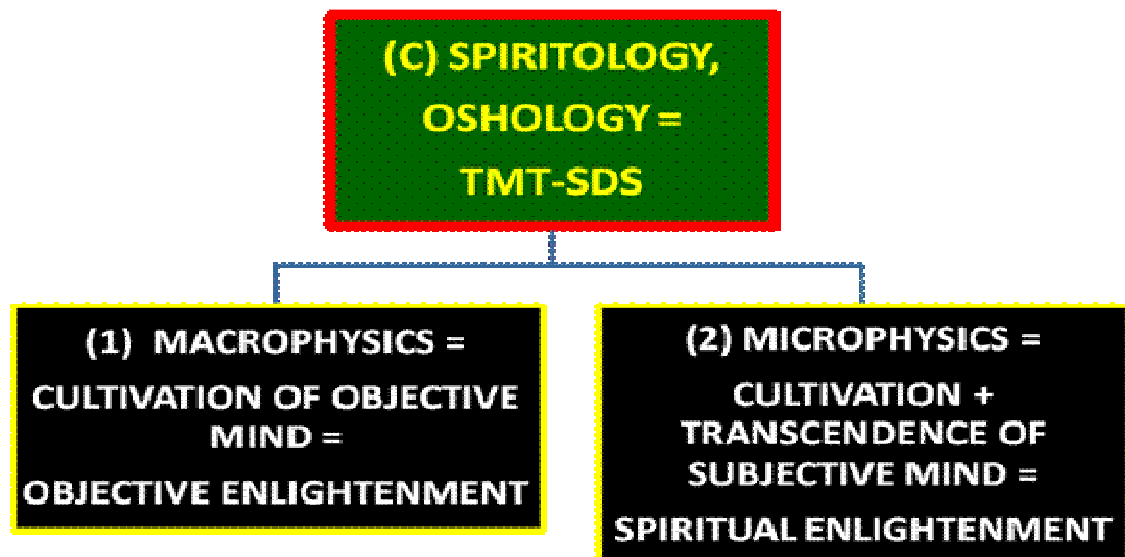 (C) SPIRITOLOGY,
OSHOLOGY =
TMT-SDS
(1) MACROPHYSICS =
CULTIVATION OF OBJECTIVE
MIND =
OBJECTIVE ENLIGHTENMENT
(2) MICROPHYSICS =
CULTIVATION +
TRANSCENDENCE OF
SUBJECTIVE MIND =
SPIRITUAL ENLIGHTENMENT